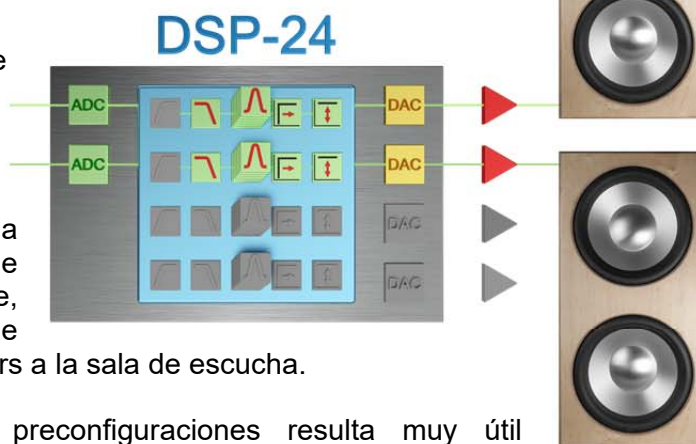 DSP-24
e
ADC
DAC
ADC
DAC
a
DAC
e
e,
DAC
e
rs a la sala de escucha.
preconfiguraciones resulta muy útil